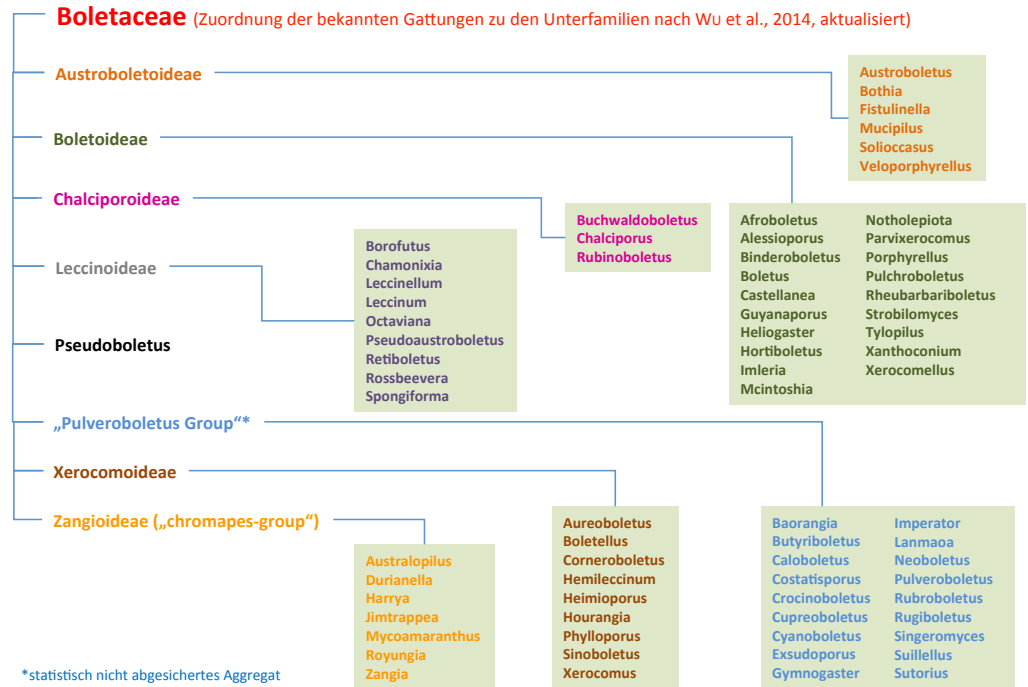 Boletaceae (Zuordnung der bekannten Gattungen zu den Unterfamilien nach Wu et al., 2014, aktualisiert)
Austroboletoideae
Austroboletus
Bothia
Fistulinella
Mucipilus
Solioccasus
Veloporphyrellus
Boletoideae
Afroboletus
Alessioporus
Binderoboletus
Boletus
Castellanea
Guyanaporus
Heliogaster
Hortiboletus
Imleria
Mcintoshia
Notholepiota
Parvixerocomus
Porphyrellus
Pulchroboletus
Rheubarbariboletus
Strobilomyces
Tylopilus
Xanthoconium
Xerocomellus
Chalciporoideae
Buchwaldoboletus
Chalciporus
Rubinoboletus
Leccinoideae
Borofutus
Chamonixia
Leccinellum
Leccinum
Octaviana
Pseudoaustroboletus
Retiboletus
Rossbeevera
Spongiforma
Pseudoboletus
„Pulveroboletus Group“*
Baorangia
Butyriboletus
Caloboletus
Costatisporus
Crocinoboletus
Cupreoboletus
Cyanoboletus
Exsudoporus
Gymnogaster
Imperator
Lanmaoa
Neoboletus
Pulveroboletus
Rubroboletus
Rugiboletus
Singeromyces
Suillellus
Sutorius
Xerocomoideae
Aureoboletus
Boletellus
Corneroboletus
Hemileccinum
Heimioporus
Hourangia
Phylloporus
Sinoboletus
Xerocomus
Zangioideae („chromapes-group“)
Australopilus
Durianella
Harrya
Jimtrappea
Mycoamaranthus
Royungia
Zangia
*statistisch nicht abgesichertes Aggregat